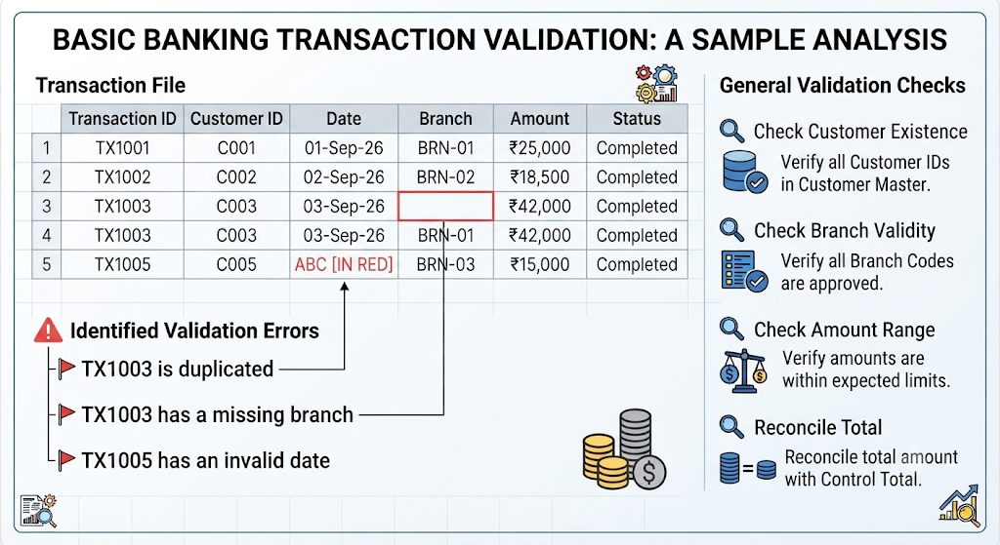 BASIC BANKING TRANSACTION VALIDATION: A SAMPLE ANALYSIS
Transaction File
Transaction ID Customer ID Date Branch Amount Status
1 TX1001 C001 01-Sep-26 BRN-01 ₹25,000 Completed
2 TX1002 C002 02-Sep-26 BRN-02 ₹18,500 Completed
3 TX1003 C003 03-Sep-26 ₹42,000 Completed
4 TX1003 C003 03-Sep-26 BRN-01 ₹42,000 Completed
5 TX1005 C005 ABC [IN RED] BRN-03 ₹15,000 Completed
Identified Validation Errors
TX1003 is duplicated
TX1003 has a missing branch
TX1005 has an invalid date
General Validation Checks
Check Customer Existence
Verify all Customer IDs
in Customer Master.
Check Branch Validity
Verify all Branch Codes
are approved.
Check Amount Range
Verify amounts are
within expected limits.
Reconcile Total
Reconcile total amount
with Control Total.